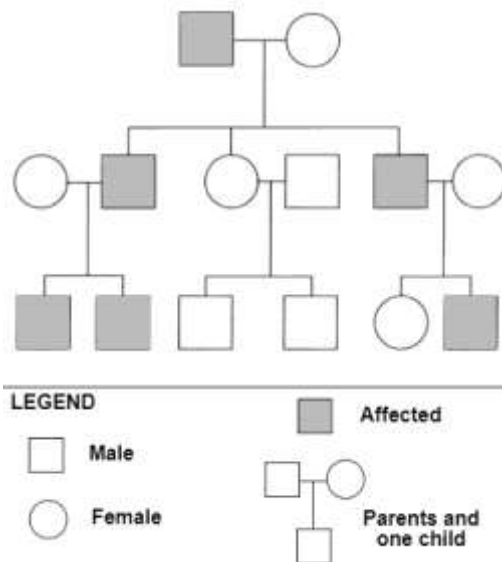 LEGEND
Affected
Male
Female
Parents and
one child